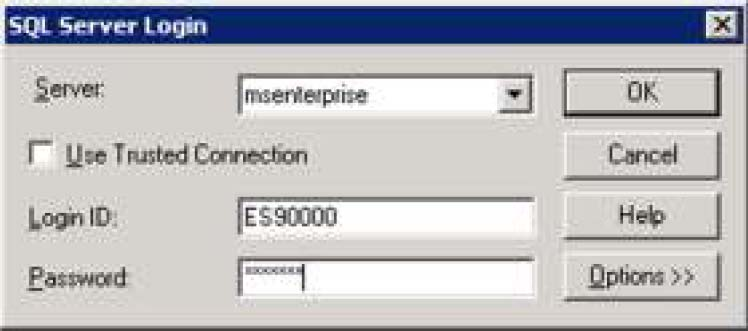 SQL Server Login
Server: msenterprise OK
Use Trusted Connection Cancel
Login ID: ES90000 Help
Password: ******* Options >>